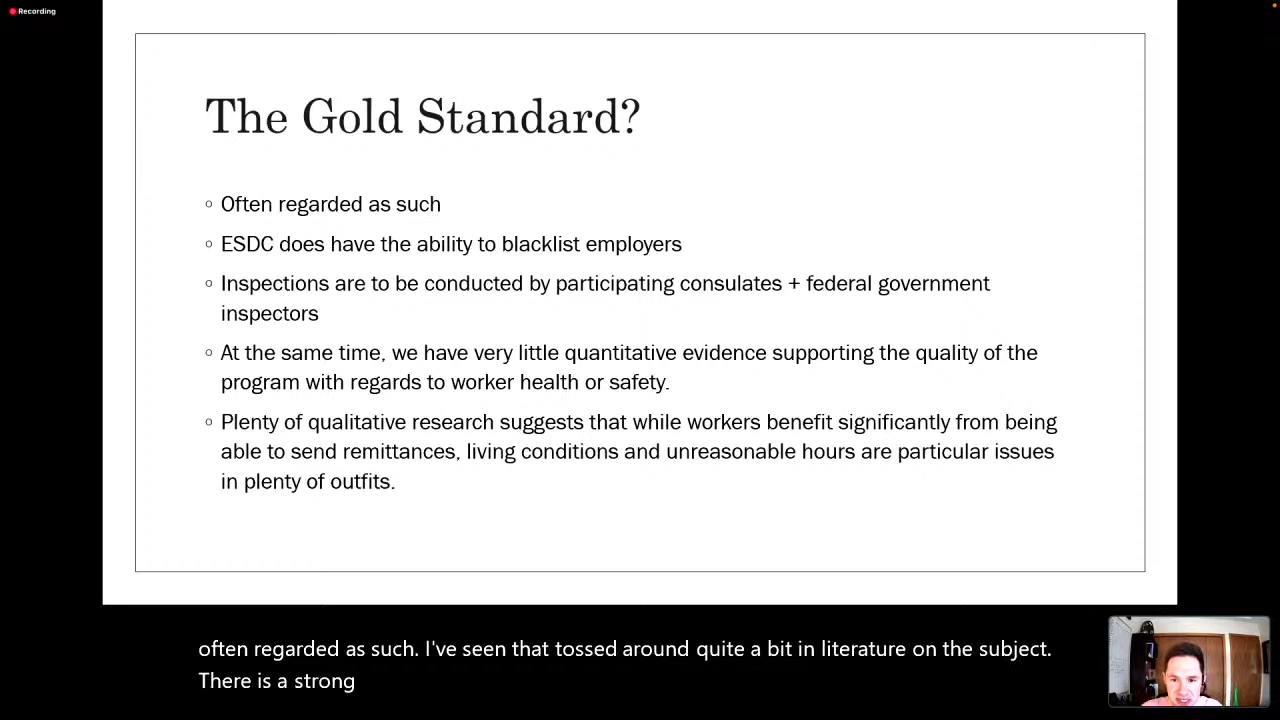 Recording
The Gold Standard?
Often regarded as such
ESDC does have the ability to blacklist employers
Inspections are to be conducted by participating consulates + federal government
inspectors
At the same time, we have very little quantitative evidence supporting the quality of the
program with regards to worker health or safety.
Plenty of qualitative research suggests that while workers benefit significantly from being
able to send remittances, living conditions and unreasonable hours are particular issues
in plenty of outfits.
often regarded as such. I've seen that tossed around quite a bit in literature on the subject.
There is a strong